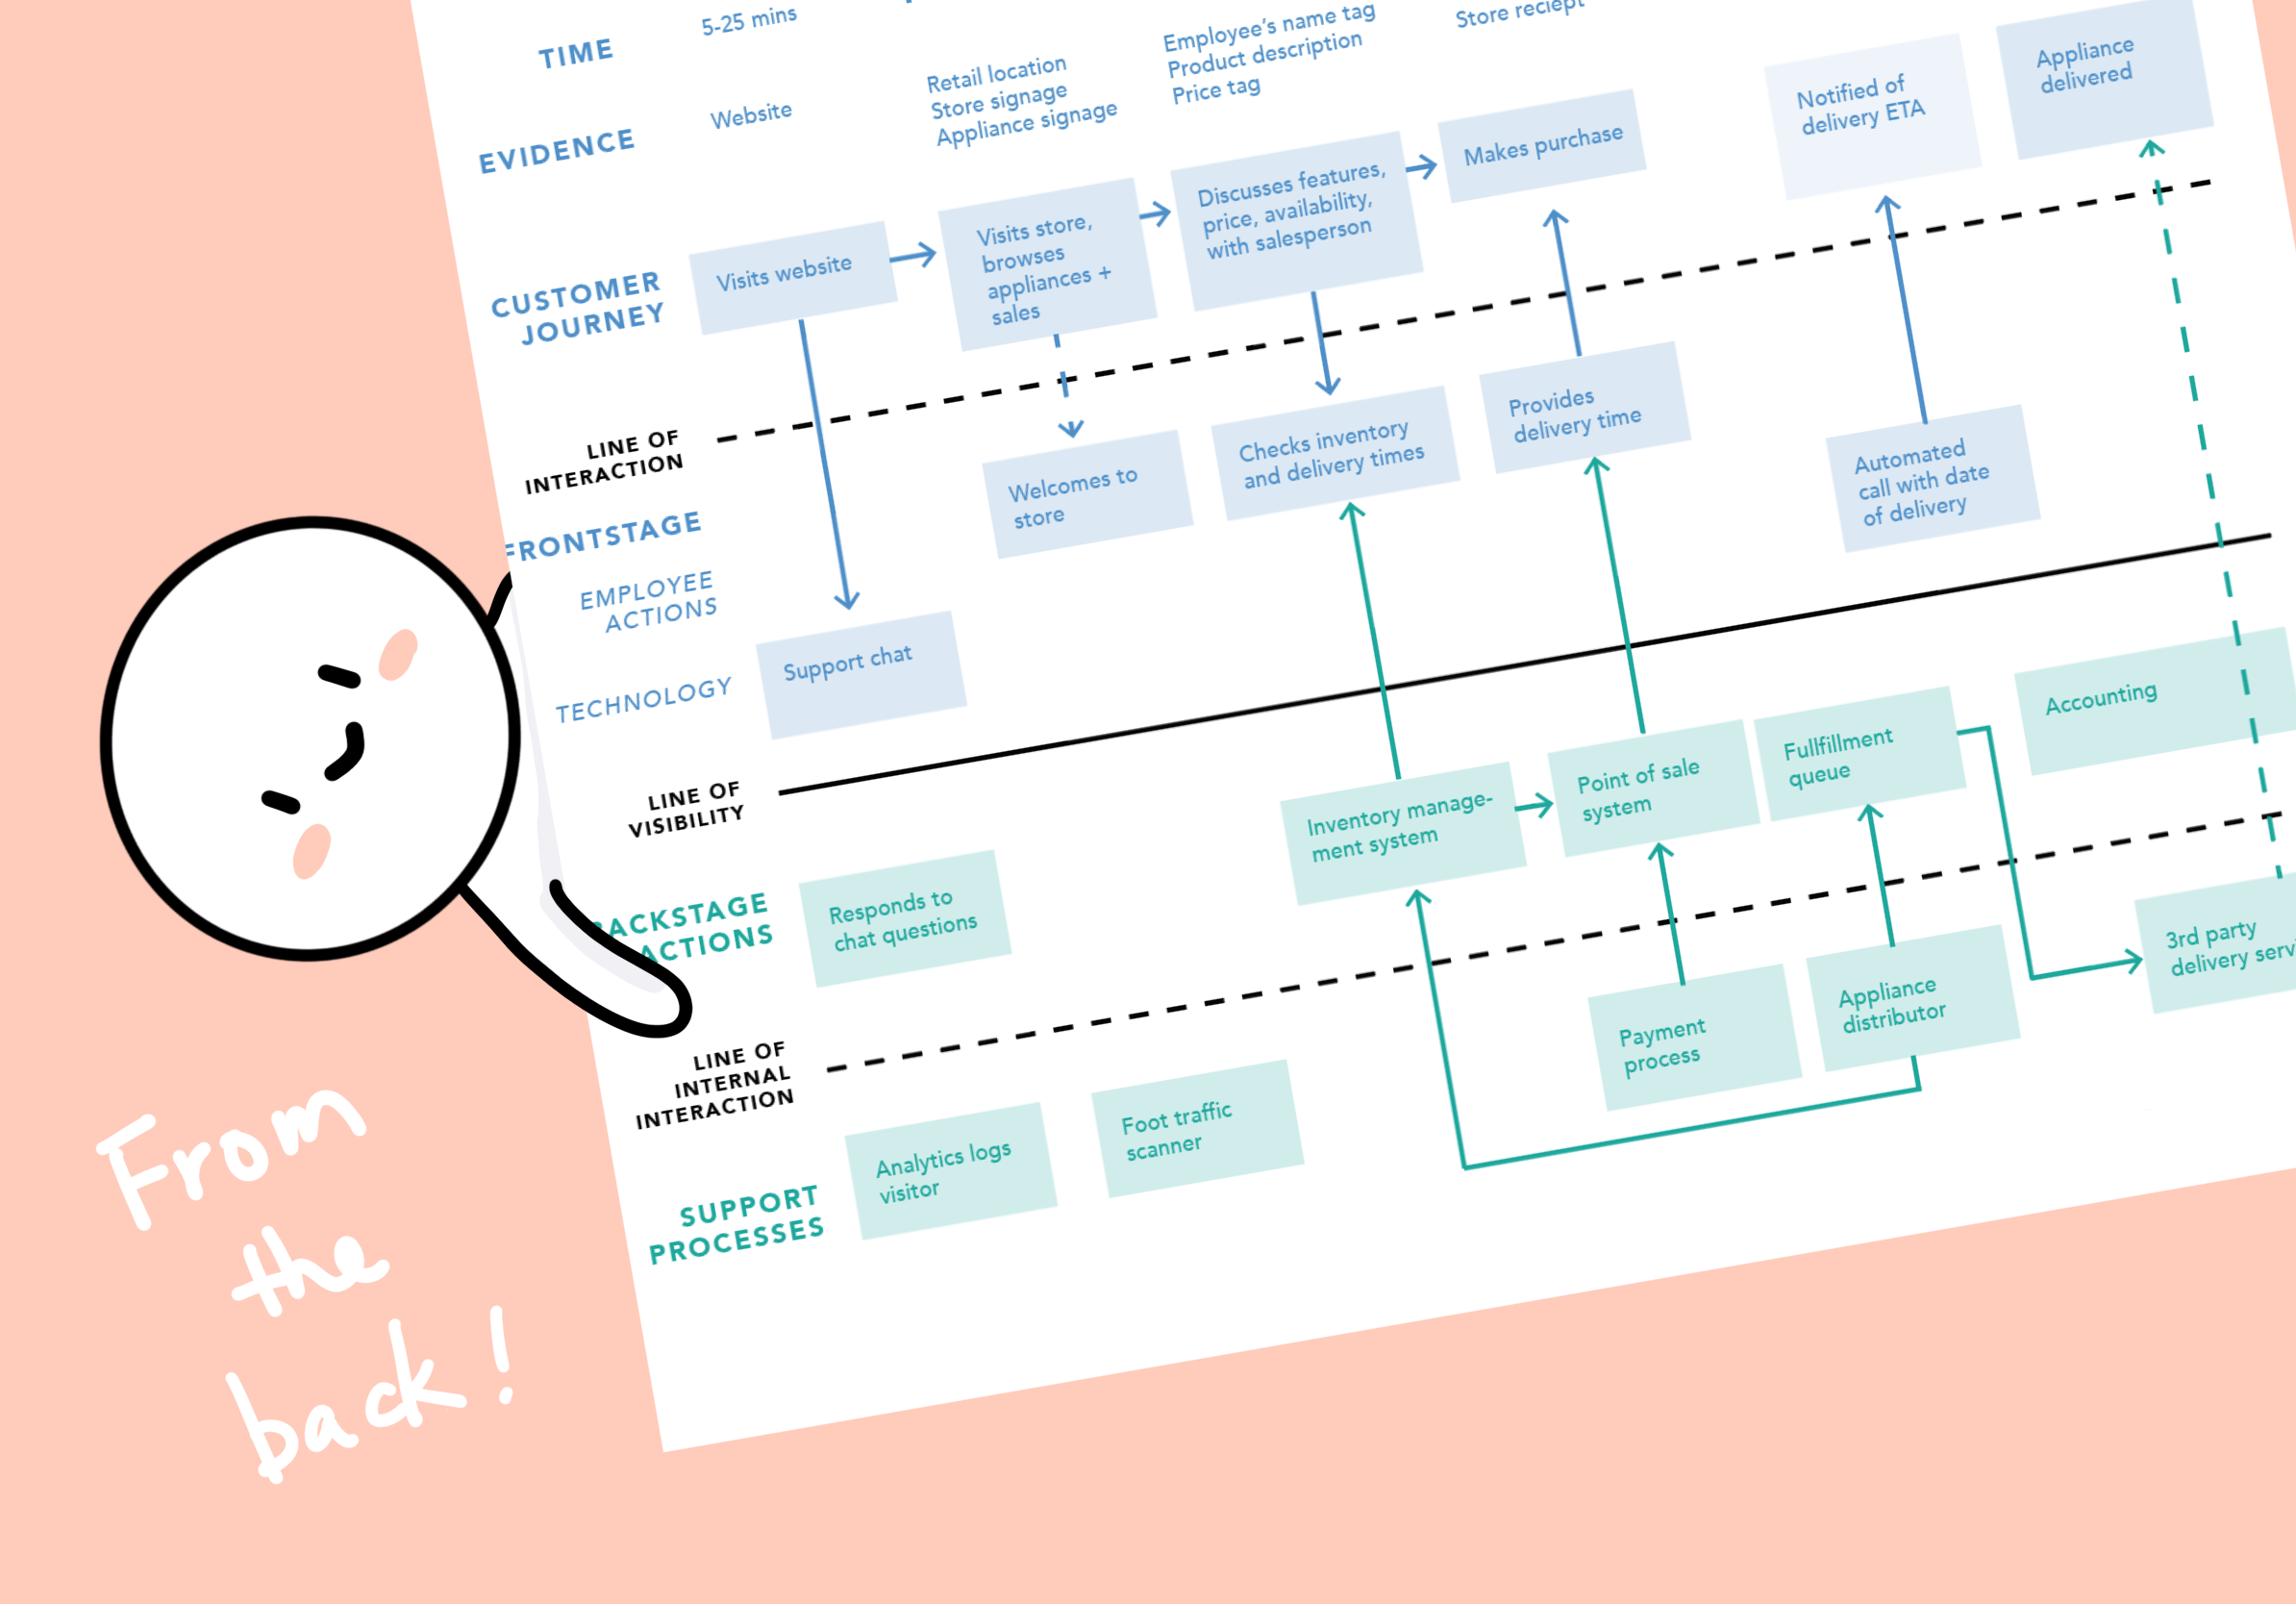 TIME
5-25 mins
EVIDENCE
Website
Retail location
Store signage
Appliance signage
Employee's name tag
Product description
Price tag
Store reciept
CUSTOMER
JOURNEY
Visits website
Visits store,
browses
appliances +
sales
Discusses features,
price, availability,
with salesperson
Makes purchase
Notified of
delivery ETA
Appliance
delivered
LINE OF
INTERACTION
FRONTSTAGE
EMPLOYEE
ACTIONS
Welcomes to
store
Checks inventory
and delivery times
Provides
delivery time
Automated
call with date
of delivery
TECHNOLOGY
Support chat
LINE OF
VISIBILITY
BACKSTAGE
ACTIONS
Responds to
chat questions
Inventory manage-
ment system
Point of sale
system
Fullfillment
queue
Accounting
LINE OF
INTERNAL
INTERACTION
SUPPORT
PROCESSES
Analytics logs
visitor
Foot traffic
scanner
Payment
process
Appliance
distributor
3rd party
delivery servi
From
the
back!